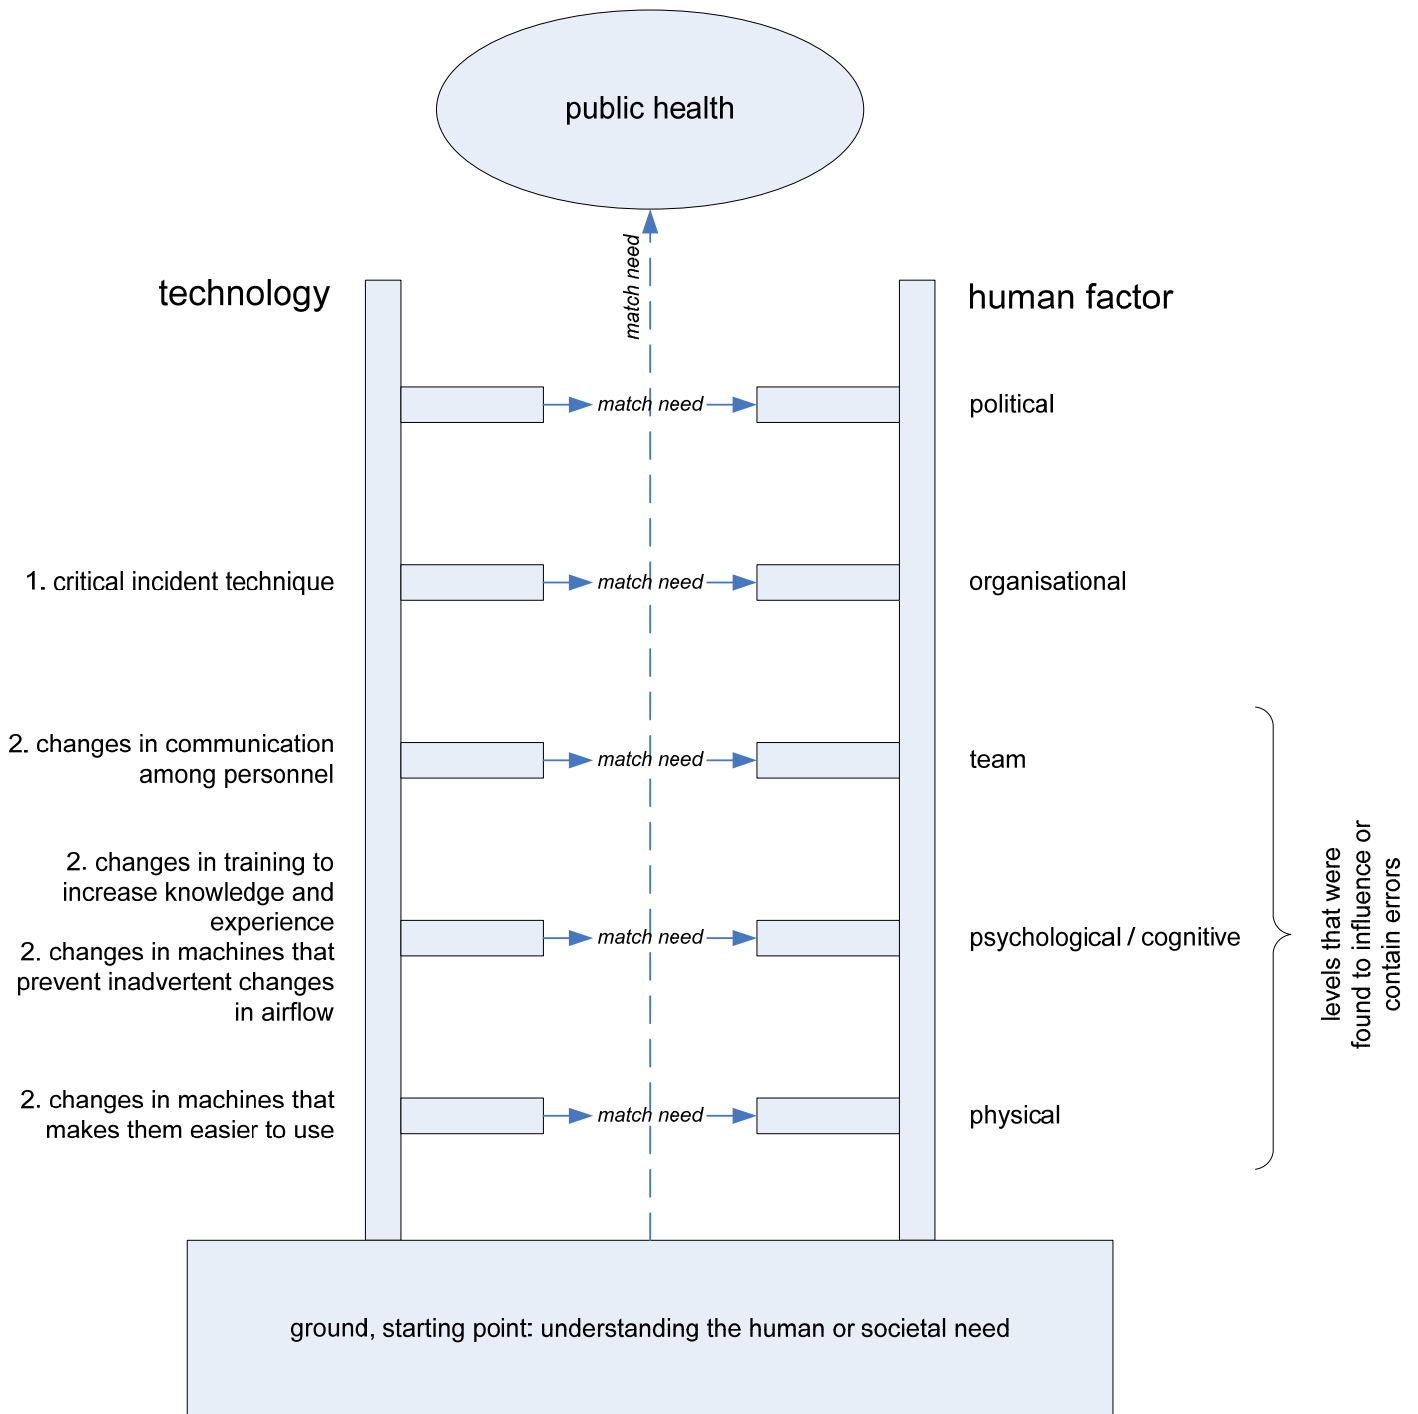 public health
match need
technology
human factor
match need
political
1. critical incident technique
match need
organisational
2. changes in communication
among personnel
match need
team
2. changes in training to
increase knowledge and
experience
2. changes in machines that
prevent inadvertent changes
in airflow
match need
psychological / cognitive
levels that were
found to influence or
contain errors
2. changes in machines that
makes them easier to use
match need
physical
ground, starting point: understanding the human or societal need